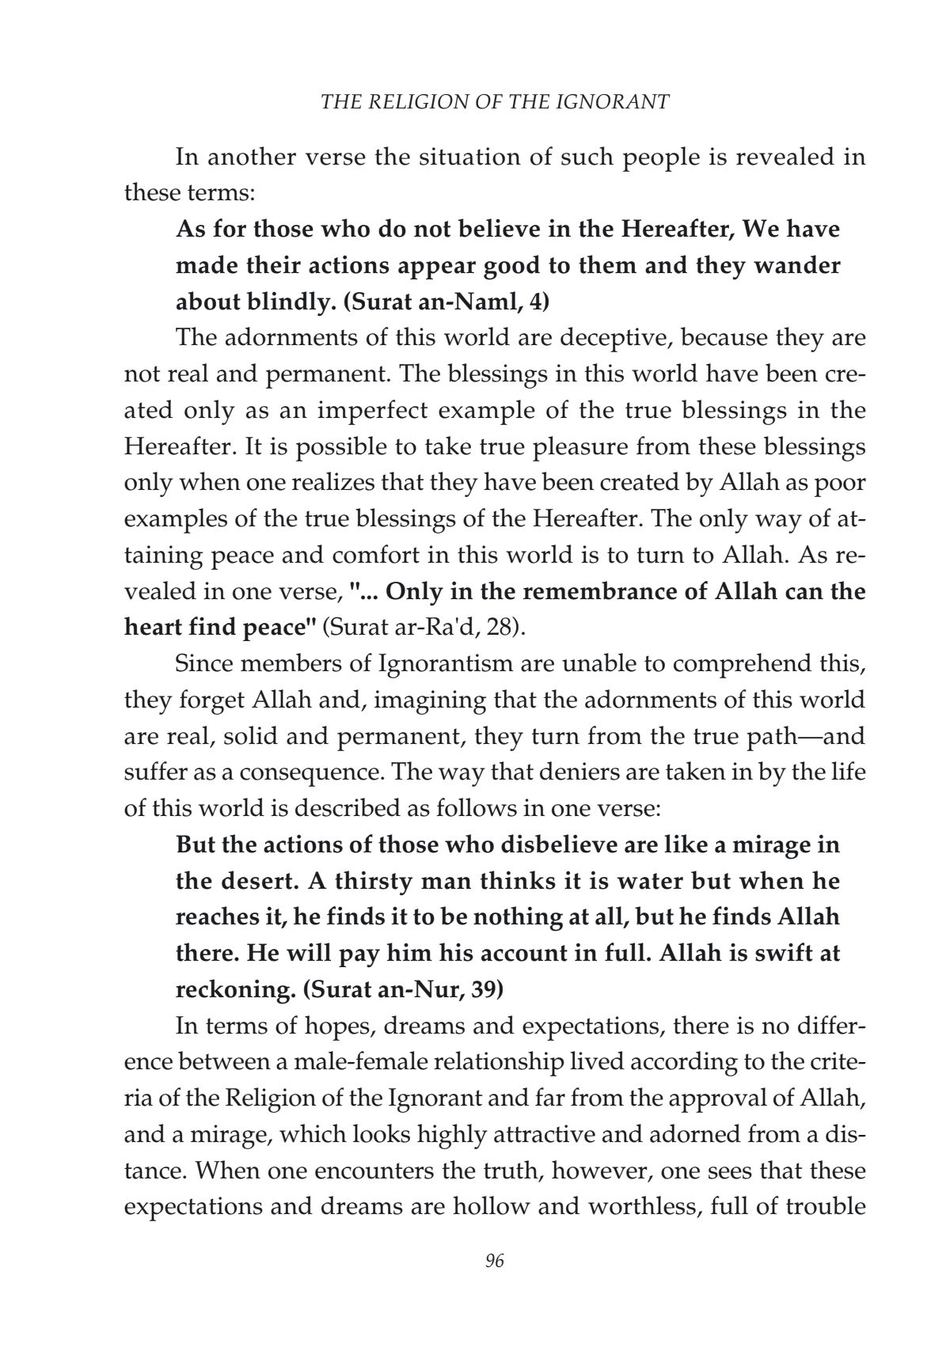 THE RELIGION OF THE IGNORANT
In another verse the situation of such people is revealed in
these terms:
As for those who do not believe in the Hereafter, We have
made their actions appear good to them and they wander
about blindly. (Surat an-Naml, 4)
The adornments of this world are deceptive, because they are
not real and permanent. The blessings in this world have been cre-
ated only as an imperfect example of the true blessings in the
Hereafter. It is possible to take true pleasure from these blessings
only when one realizes that they have been created by Allah as poor
examples of the true blessings of the Hereafter. The only way of at-
taining peace and comfort in this world is to turn to Allah. As re-
vealed in one verse, "... Only in the remembrance of Allah can the
heart find peace" (Surat ar-Ra'd, 28).
Since members of Ignorantism are unable to comprehend this,
they forget Allah and, imagining that the adornments of this world
are real, solid and permanent, they turn from the true path—and
suffer as a consequence. The way that deniers are taken in by the life
of this world is described as follows in one verse:
But the actions of those who disbelieve are like a mirage in
the desert. A thirsty man thinks it is water but when he
reaches it, he finds it to be nothing at all, but he finds Allah
there. He will pay him his account in full. Allah is swift at
reckoning. (Surat an-Nur, 39)
In terms of hopes, dreams and expectations, there is no differ-
ence between a male-female relationship lived according to the crite-
ria of the Religion of the Ignorant and far from the approval of Allah,
and a mirage, which looks highly attractive and adorned from a dis-
tance. When one encounters the truth, however, one sees that these
expectations and dreams are hollow and worthless, full of trouble
96